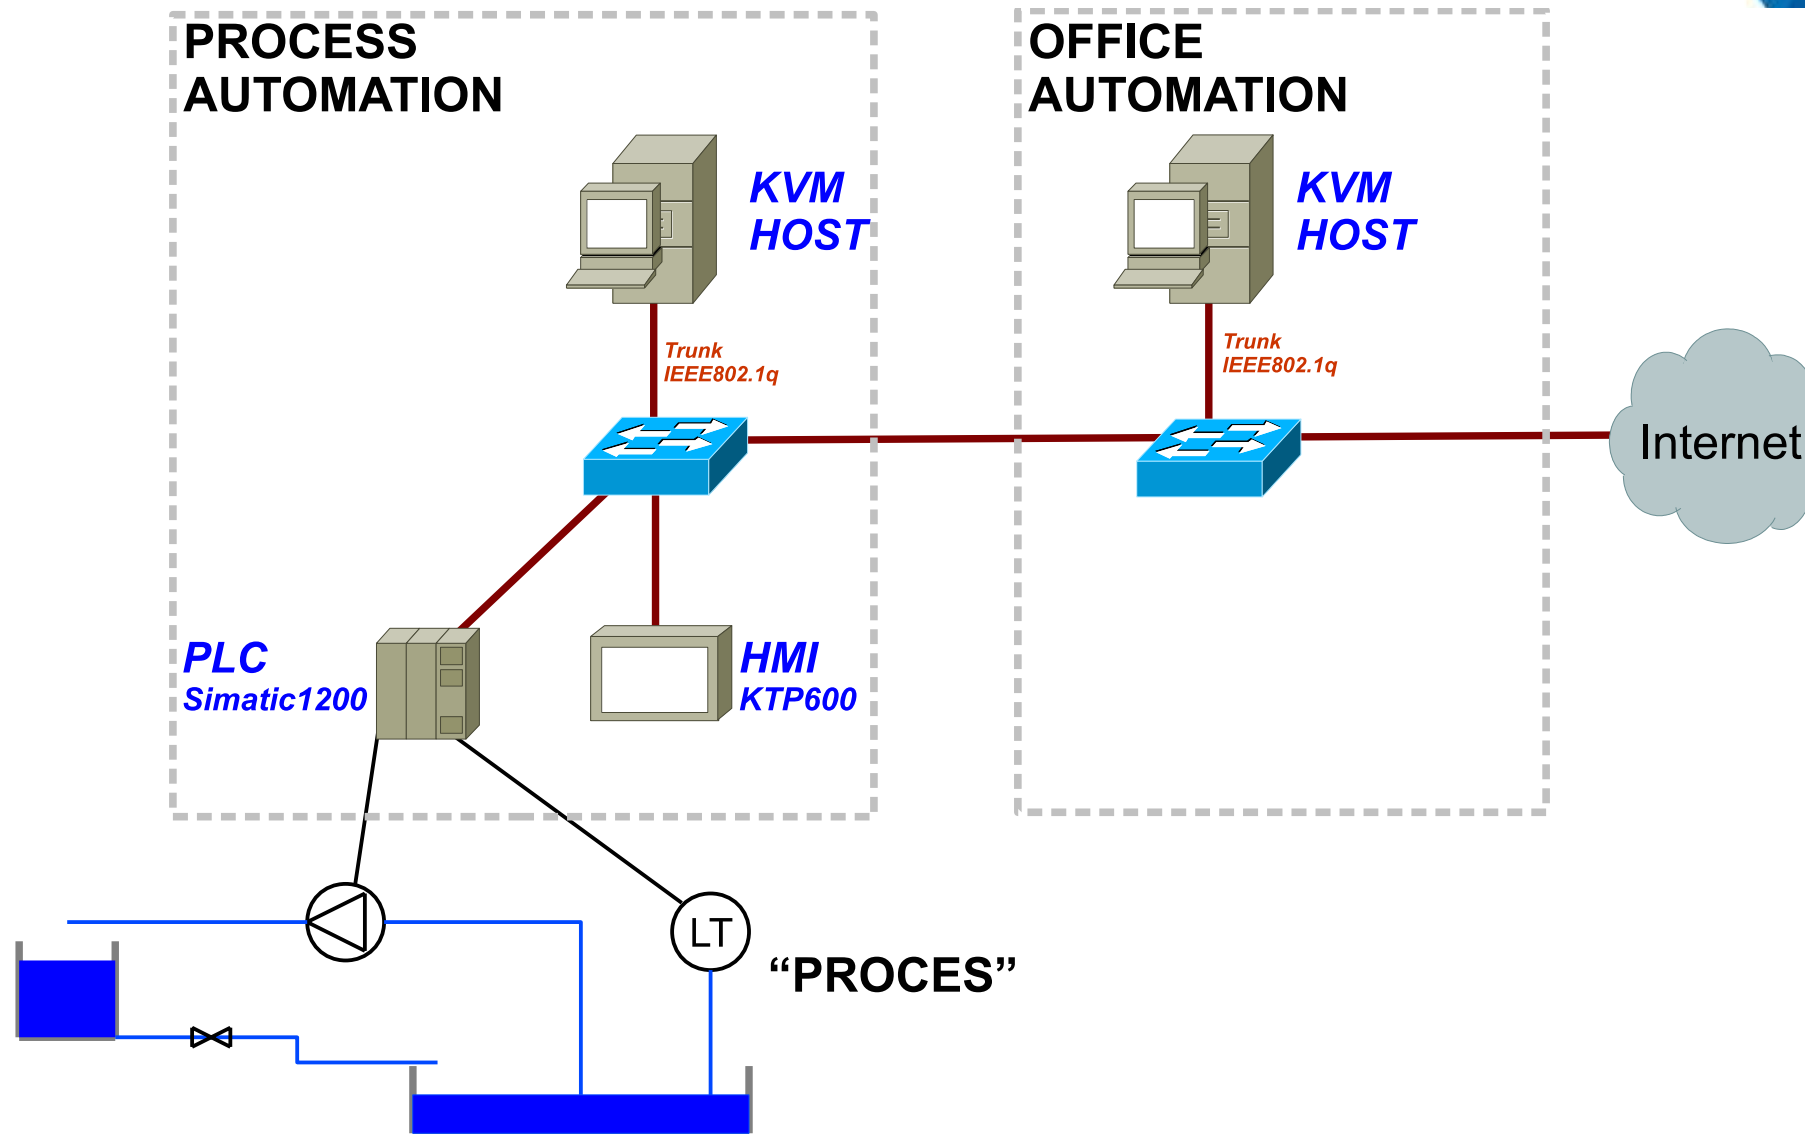 PROCESS
AUTOMATION
OFFICE
AUTOMATION
KVM
HOST
KVM
HOST
Trunk
IEEE802.1q
Trunk
IEEE802.1q
Internet
PLC
Simatic1200
HMI
KTP600
LT
“PROCES”